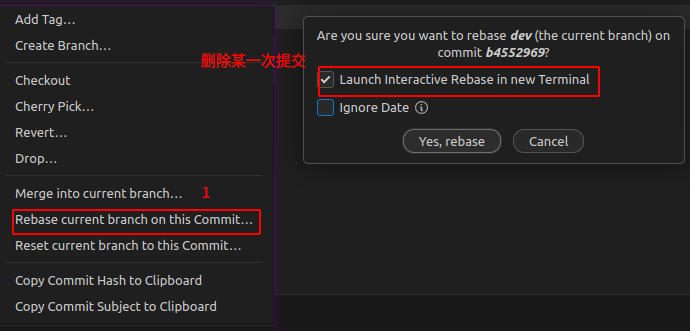 Add Tag...
Create Branch...
Checkout
Cherry Pick...
Revert...
Drop...
Merge into current branch... 1
Rebase current branch on this Commit...
Reset current branch to this Commit...
Copy Commit Hash to Clipboard
Copy Commit Subject to Clipboard
删除某一次提交
Are you sure you want to rebase dev (the current branch) on
commit b4552969?
Launch Interactive Rebase in new Terminal
Ignore Date
Yes, rebase Cancel